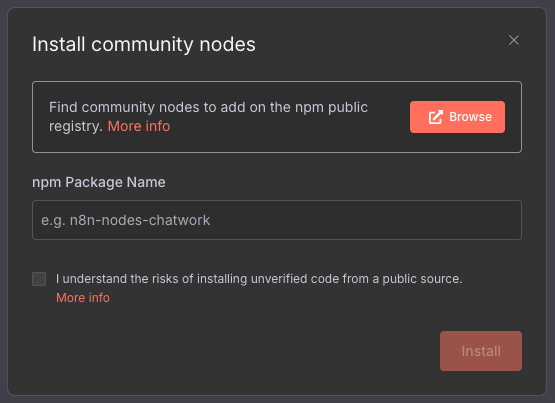 Install community nodes
Find community nodes to add on the npm public
registry. More info
Browse
npm Package Name
e.g. n8n-nodes-chatwork
I understand the risks of installing unverified code from a public source.
More info
Install